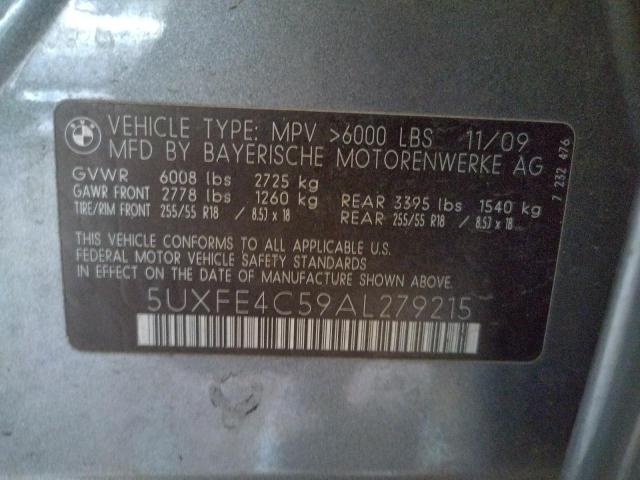 BMW
VEHICLE TYPE: MPV >6000 LBS 11/09
MFD BY BAYERISCHE MOTORENWERKE AG
GVWR 6008 lbs 2725 kg
GAWR FRONT 2778 lbs 1260 kg REAR 3395 lbs 1540 kg
TIRE/RIM FRONT 255/55 R18 / 8.5J x 18 REAR 255/55 R18 / 8.5J x 18
THIS VEHICLE CONFORMS TO ALL APPLICABLE U.S.
FEDERAL MOTOR VEHICLE SAFETY STANDARDS
IN EFFECT ON THE DATE OF MANUFACTURE SHOWN ABOVE.
5UXFE4C59AL279215
7 232 476